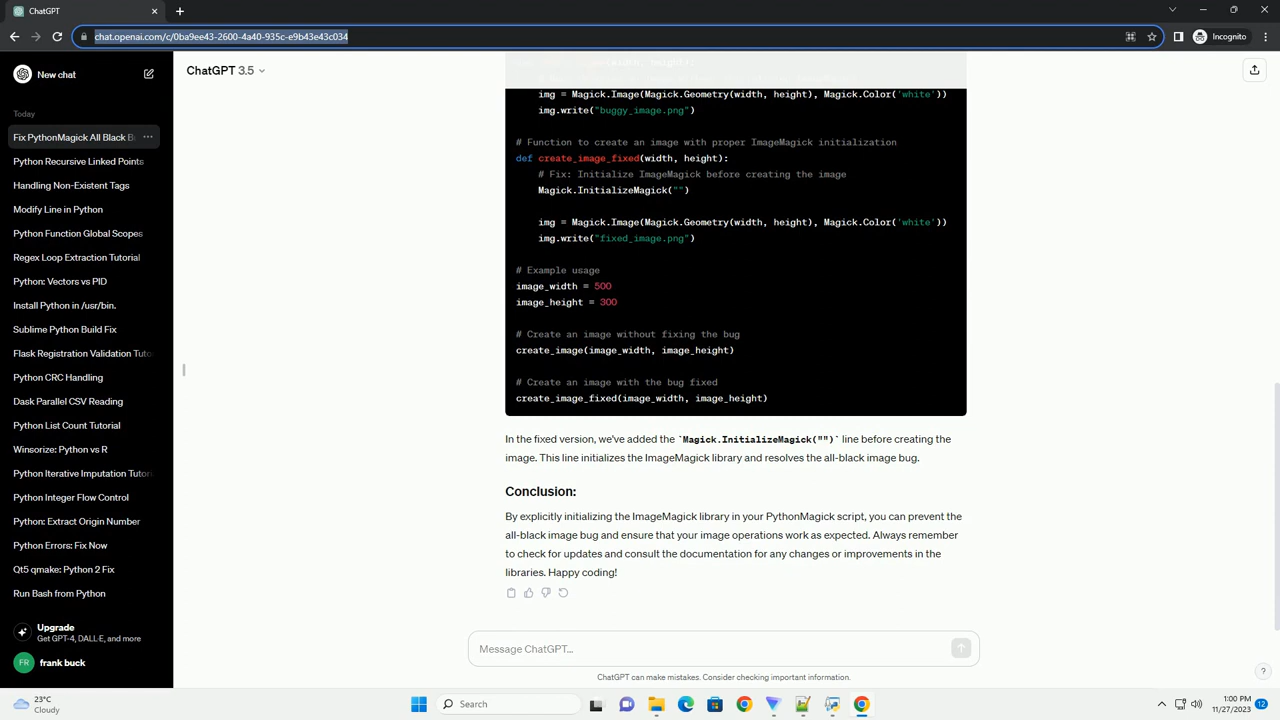 ChatGPT
chat.openai.com/c/0ba9ee43-2600-4a40-935c-e9b43e43c034
Incognito
New chat
ChatGPT 3.5
Today
Fix PythonMagick All Black Bu
Python Recursive Linked Points
Handling Non-Existent Tags
Modify Line in Python
Python Function Global Scopes
Regex Loop Extraction Tutorial
Python: Vectors vs PID
Install Python in /usr/bin.
Sublime Python Build Fix
Flask Registration Validation Tutor
Python CRC Handling
Dask Parallel CSV Reading
Python List Count Tutorial
Winsorize: Python vs R
Python Iterative Imputation Tutori
Python Integer Flow Control
Python: Extract Origin Number
Python Errors: Fix Now
Qt5 qmake: Python 2 Fix
Run Bash from Python
Upgrade
Get GPT-4, DALL·E, and more
FR frank buck
img = Magick.Image(Magick.Geometry(width, height), Magick.Color('white'))
img.write("buggy_image.png")
# Function to create an image with proper ImageMagick initialization
def create_image_fixed(width, height):
# Fix: Initialize ImageMagick before creating the image
Magick.InitializeMagick("")
img = Magick.Image(Magick.Geometry(width, height), Magick.Color('white'))
img.write("fixed_image.png")
# Example usage
image_width = 500
image_height = 300
# Create an image without fixing the bug
create_image(image_width, image_height)
# Create an image with the bug fixed
create_image_fixed(image_width, image_height)
In the fixed version, we've added the `Magick.InitializeMagick("")` line before creating the
image. This line initializes the ImageMagick library and resolves the all-black image bug.
Conclusion:
By explicitly initializing the ImageMagick library in your PythonMagick script, you can prevent the
all-black image bug and ensure that your image operations work as expected. Always remember
to check for updates and consult the documentation for any changes or improvements in the
libraries. Happy coding!
Message ChatGPT...
ChatGPT can make mistakes. Consider checking important information.
?
23°C
Cloudy
Search
1:00 PM
11/27/2023
12